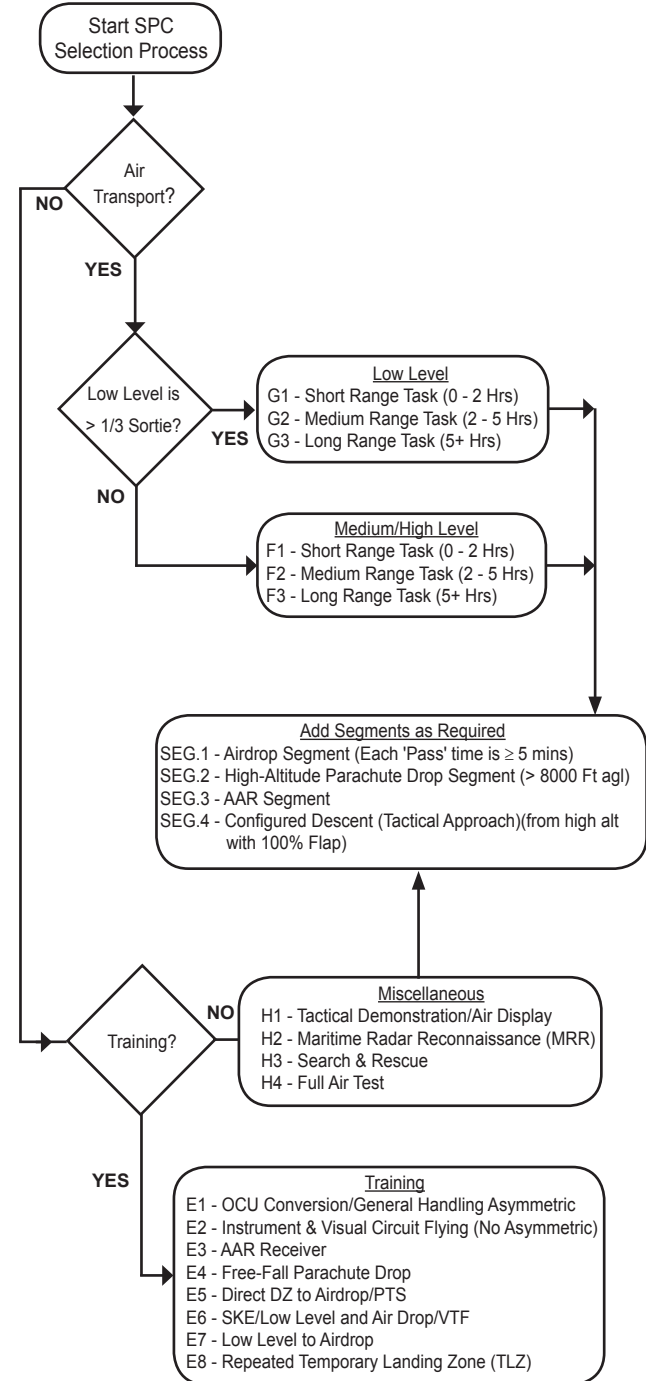 Start SPC
Selection Process
Air
Transport?
NO
YES
Low Level is
> 1/3 Sortie?
YES
NO
Low Level
G1 - Short Range Task (0 - 2 Hrs)
G2 - Medium Range Task (2 - 5 Hrs)
G3 - Long Range Task (5+ Hrs)
Medium/High Level
F1 - Short Range Task (0 - 2 Hrs)
F2 - Medium Range Task (2 - 5 Hrs)
F3 - Long Range Task (5+ Hrs)
Add Segments as Required
SEG.1 - Airdrop Segment (Each 'Pass' time is ≥ 5 mins)
SEG.2 - High-Altitude Parachute Drop Segment (> 8000 Ft agl)
SEG.3 - AAR Segment
SEG.4 - Configured Descent (Tactical Approach)(from high alt
with 100% Flap)
Training?
NO
YES
Miscellaneous
H1 - Tactical Demonstration/Air Display
H2 - Maritime Radar Reconnaissance (MRR)
H3 - Search & Rescue
H4 - Full Air Test
Training
E1 - OCU Conversion/General Handling Asymmetric
E2 - Instrument & Visual Circuit Flying (No Asymmetric)
E3 - AAR Receiver
E4 - Free-Fall Parachute Drop
E5 - Direct DZ to Airdrop/PTS
E6 - SKE/Low Level and Air Drop/VTF
E7 - Low Level to Airdrop
E8 - Repeated Temporary Landing Zone (TLZ)